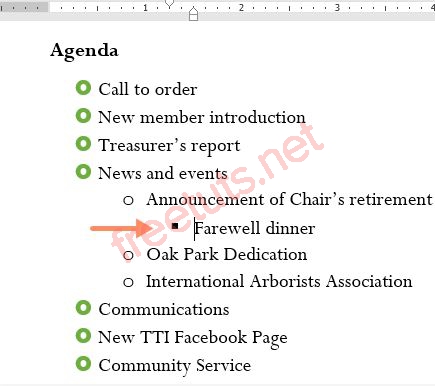 1 2 3 4
Agenda
Call to order
New member introduction
Treasurer's report
News and events
o Announcement of Chair's retirement
▪ Farewell dinner
o Oak Park Dedication
o International Arborists Association
Communications
New TTI Facebook Page
Community Service
freetuts.net